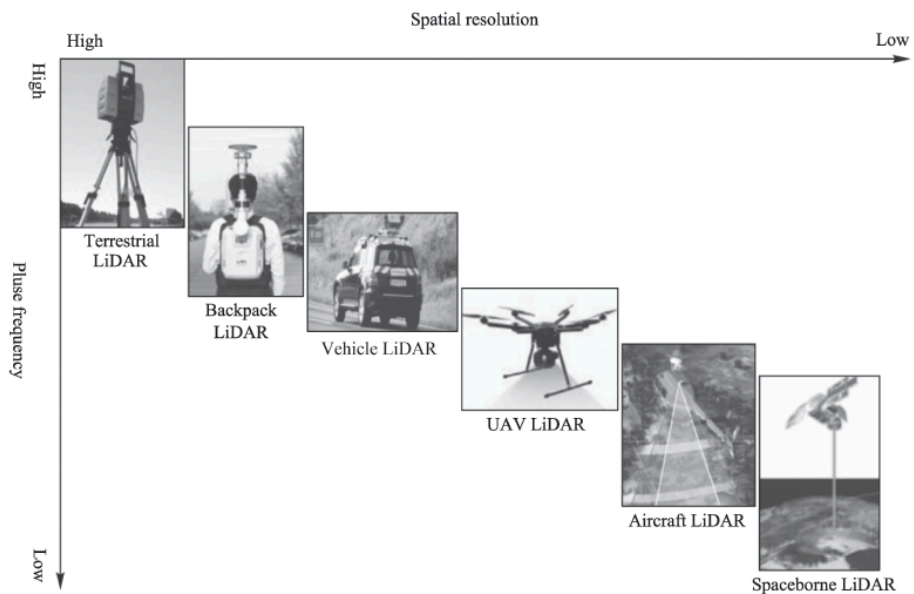 Spatial resolution
High
Low
High
Pluse frequency
Low
Terrestrial
LiDAR
Backpack
LiDAR
Vehicle LiDAR
UAV LiDAR
Aircraft LiDAR
Spaceborne LiDAR